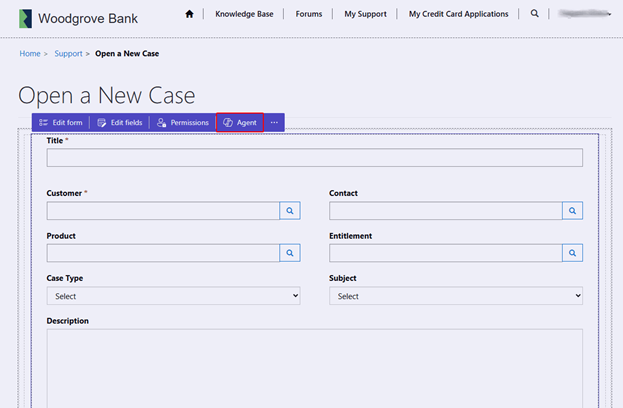 Woodgrove Bank
Knowledge Base
Forums
My Support
My Credit Card Applications
Home > Support > Open a New Case
Open a New Case
Edit form
Edit fields
Permissions
Agent
...
Title *
Customer *
Contact
Product
Entitlement
Case Type
Subject
Select
Select
Description